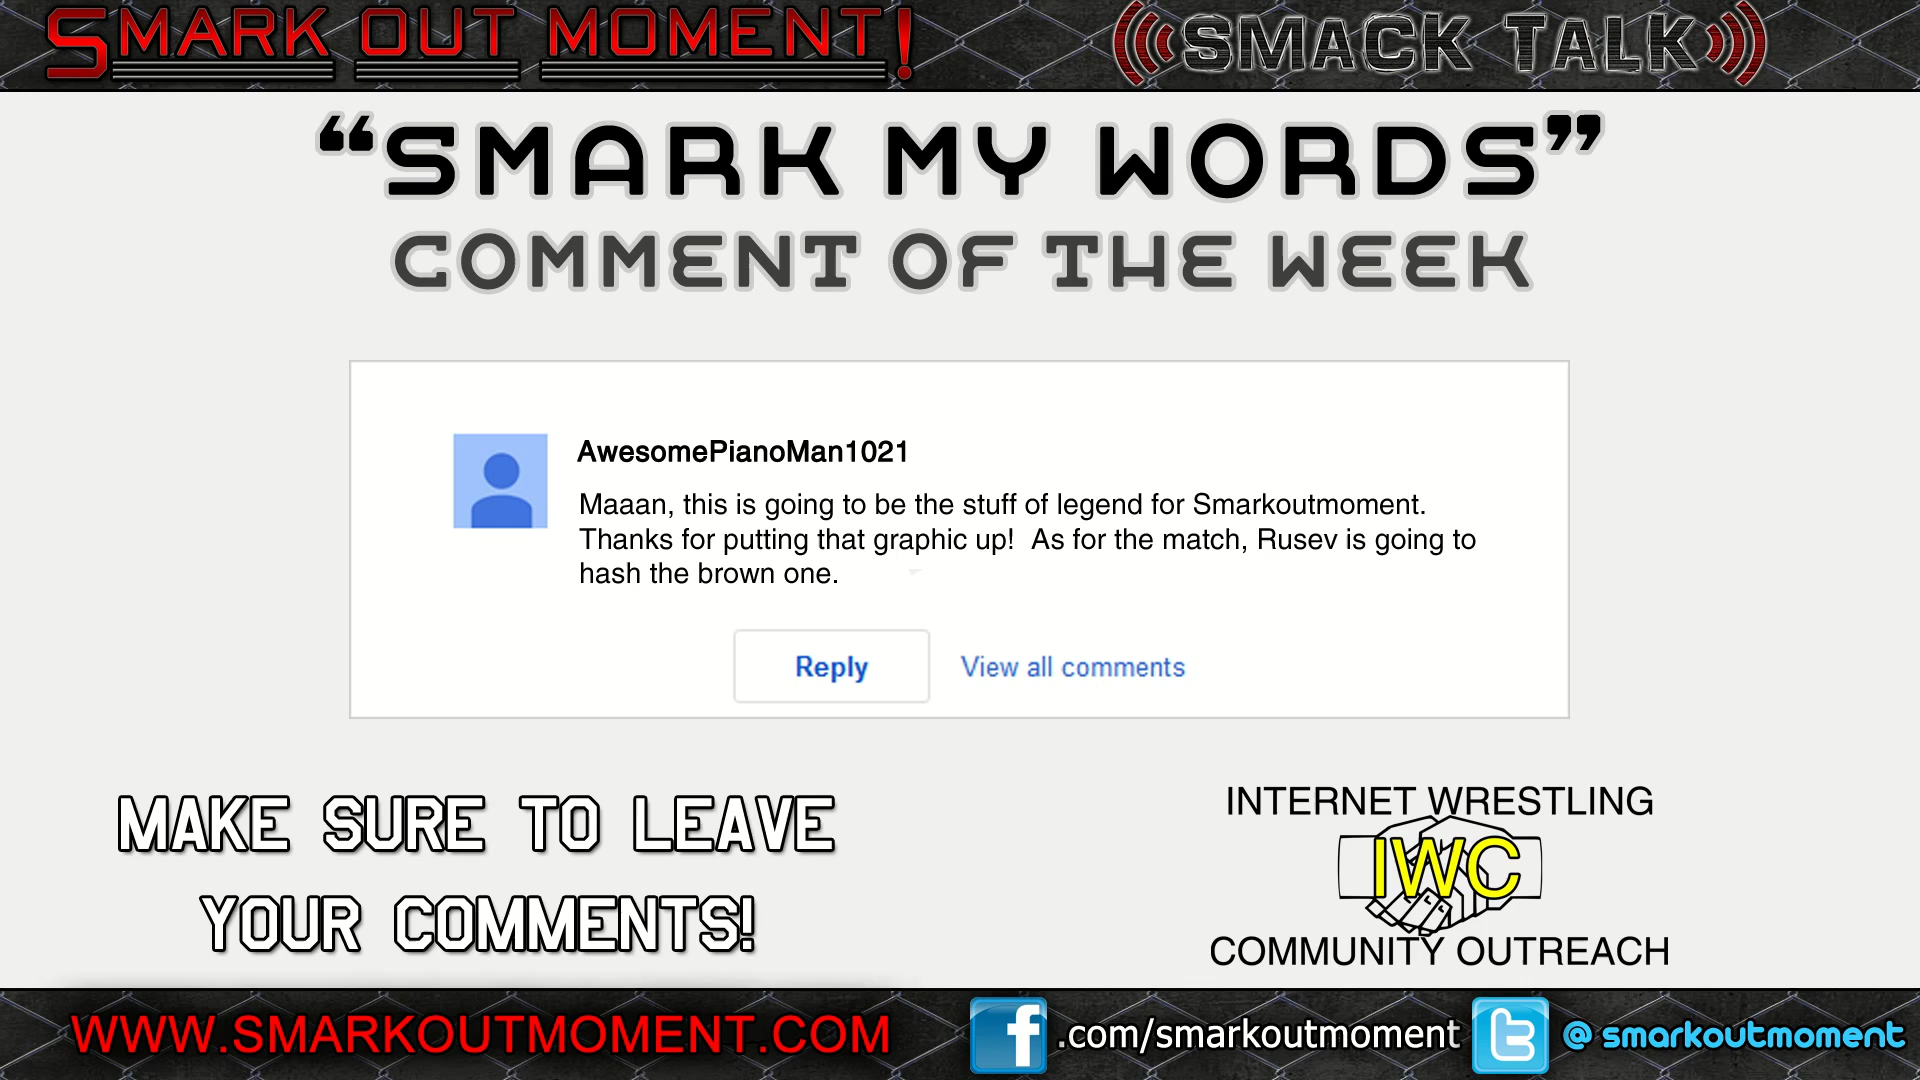 SMARK OUT MOMENT!
SMACK TALK
“SMARK MY WORDS”
COMMENT OF THE WEEK
AwesomePianoMan1021
Maaan, this is going to be the stuff of legend for Smarkoutmoment.
Thanks for putting that graphic up!  As for the match, Rusev is going to
hash the brown one.
Reply
View all comments
MAKE SURE TO LEAVE
YOUR COMMENTS!
INTERNET WRESTLING
IWC
COMMUNITY OUTREACH
WWW.SMARKOUTMOMENT.COM
f .com/smarkoutmoment
t @ smarkoutmoment